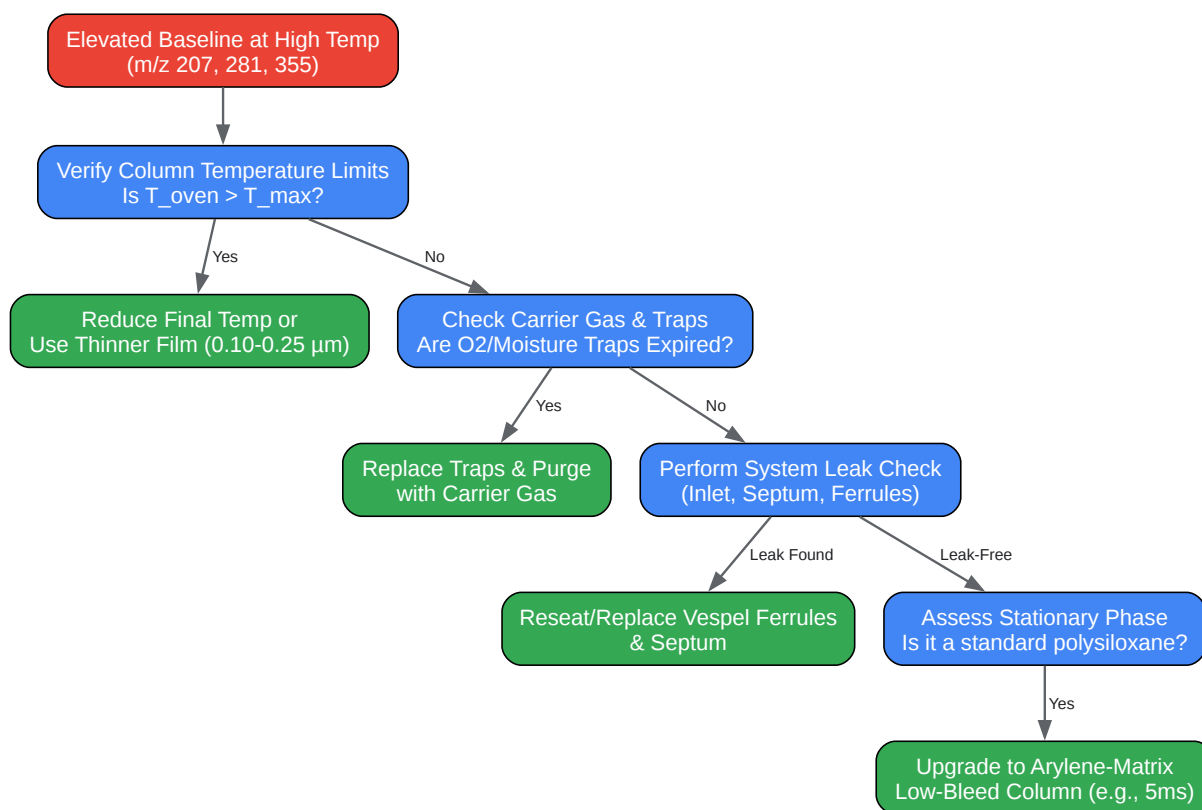 Elevated Baseline at High Temp
(m/z 207, 281, 355)
Verify Column Temperature Limits
Is T_oven > T_max?
Yes
No
Reduce Final Temp or
Use Thinner Film (0.10-0.25 µm)
Check Carrier Gas & Traps
Are O2/Moisture Traps Expired?
Yes
No
Replace Traps & Purge
with Carrier Gas
Perform System Leak Check
(Inlet, Septum, Ferrules)
Leak Found
Leak-Free
Reseat/Replace Vespel Ferrules
& Septum
Assess Stationary Phase
Is it a standard polysiloxane?
Yes
Upgrade to Arylene-Matrix
Low-Bleed Column (e.g., 5ms)